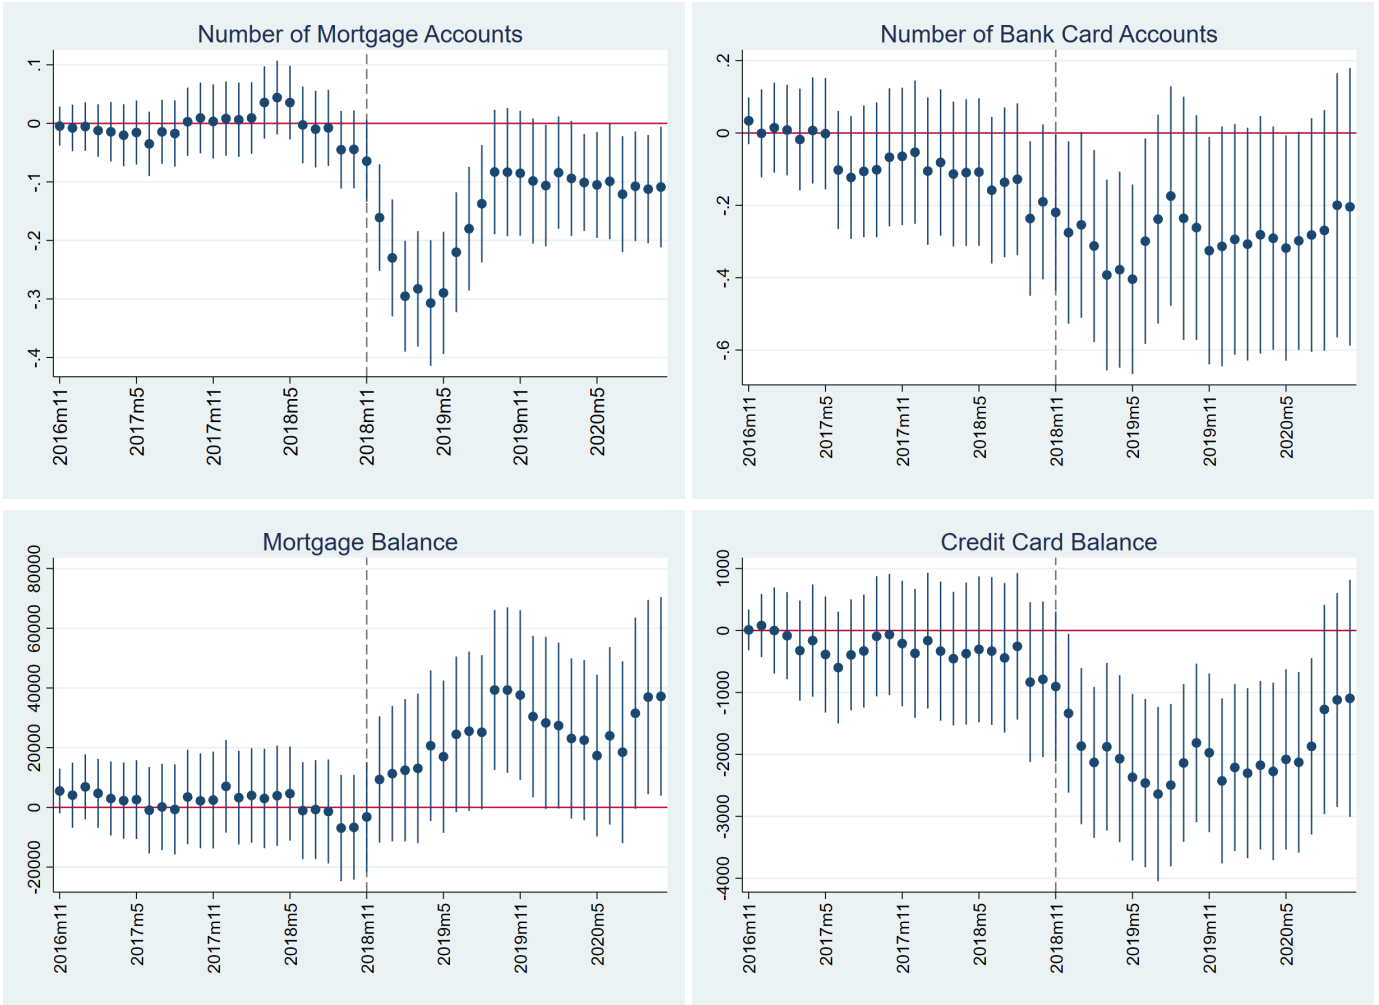 Number of Mortgage Accounts
.1
0
-.1
-.2
-.3
-.4
2016m11
2017m5
2017m11
2018m5
2018m11
2019m5
2019m11
2020m5
Number of Bank Card Accounts
.2
0
-.2
-.4
-.6
2016m11
2017m5
2017m11
2018m5
2018m11
2019m5
2019m11
2020m5
Mortgage Balance
80000
60000
40000
20000
0
-20000
2016m11
2017m5
2017m11
2018m5
2018m11
2019m5
2019m11
2020m5
Credit Card Balance
1000
0
-1000
-2000
-3000
-4000
2016m11
2017m5
2017m11
2018m5
2018m11
2019m5
2019m11
2020m5